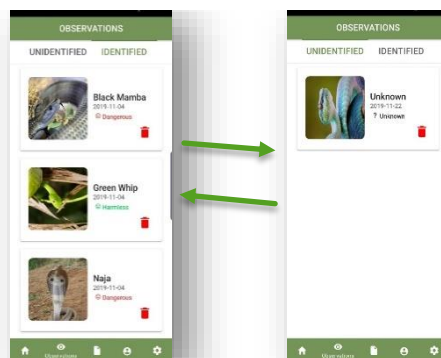 OBSERVATIONS
UNIDENTIFIED IDENTIFIED
Black Mamba
2019-11-04
Dangerous
Green Whip
2019-11-04
Harmless
Naja
2019-11-04
Dangerous
Observations
OBSERVATIONS
UNIDENTIFIED IDENTIFIED
Unknown
2019-11-22
? Uninown
Observations